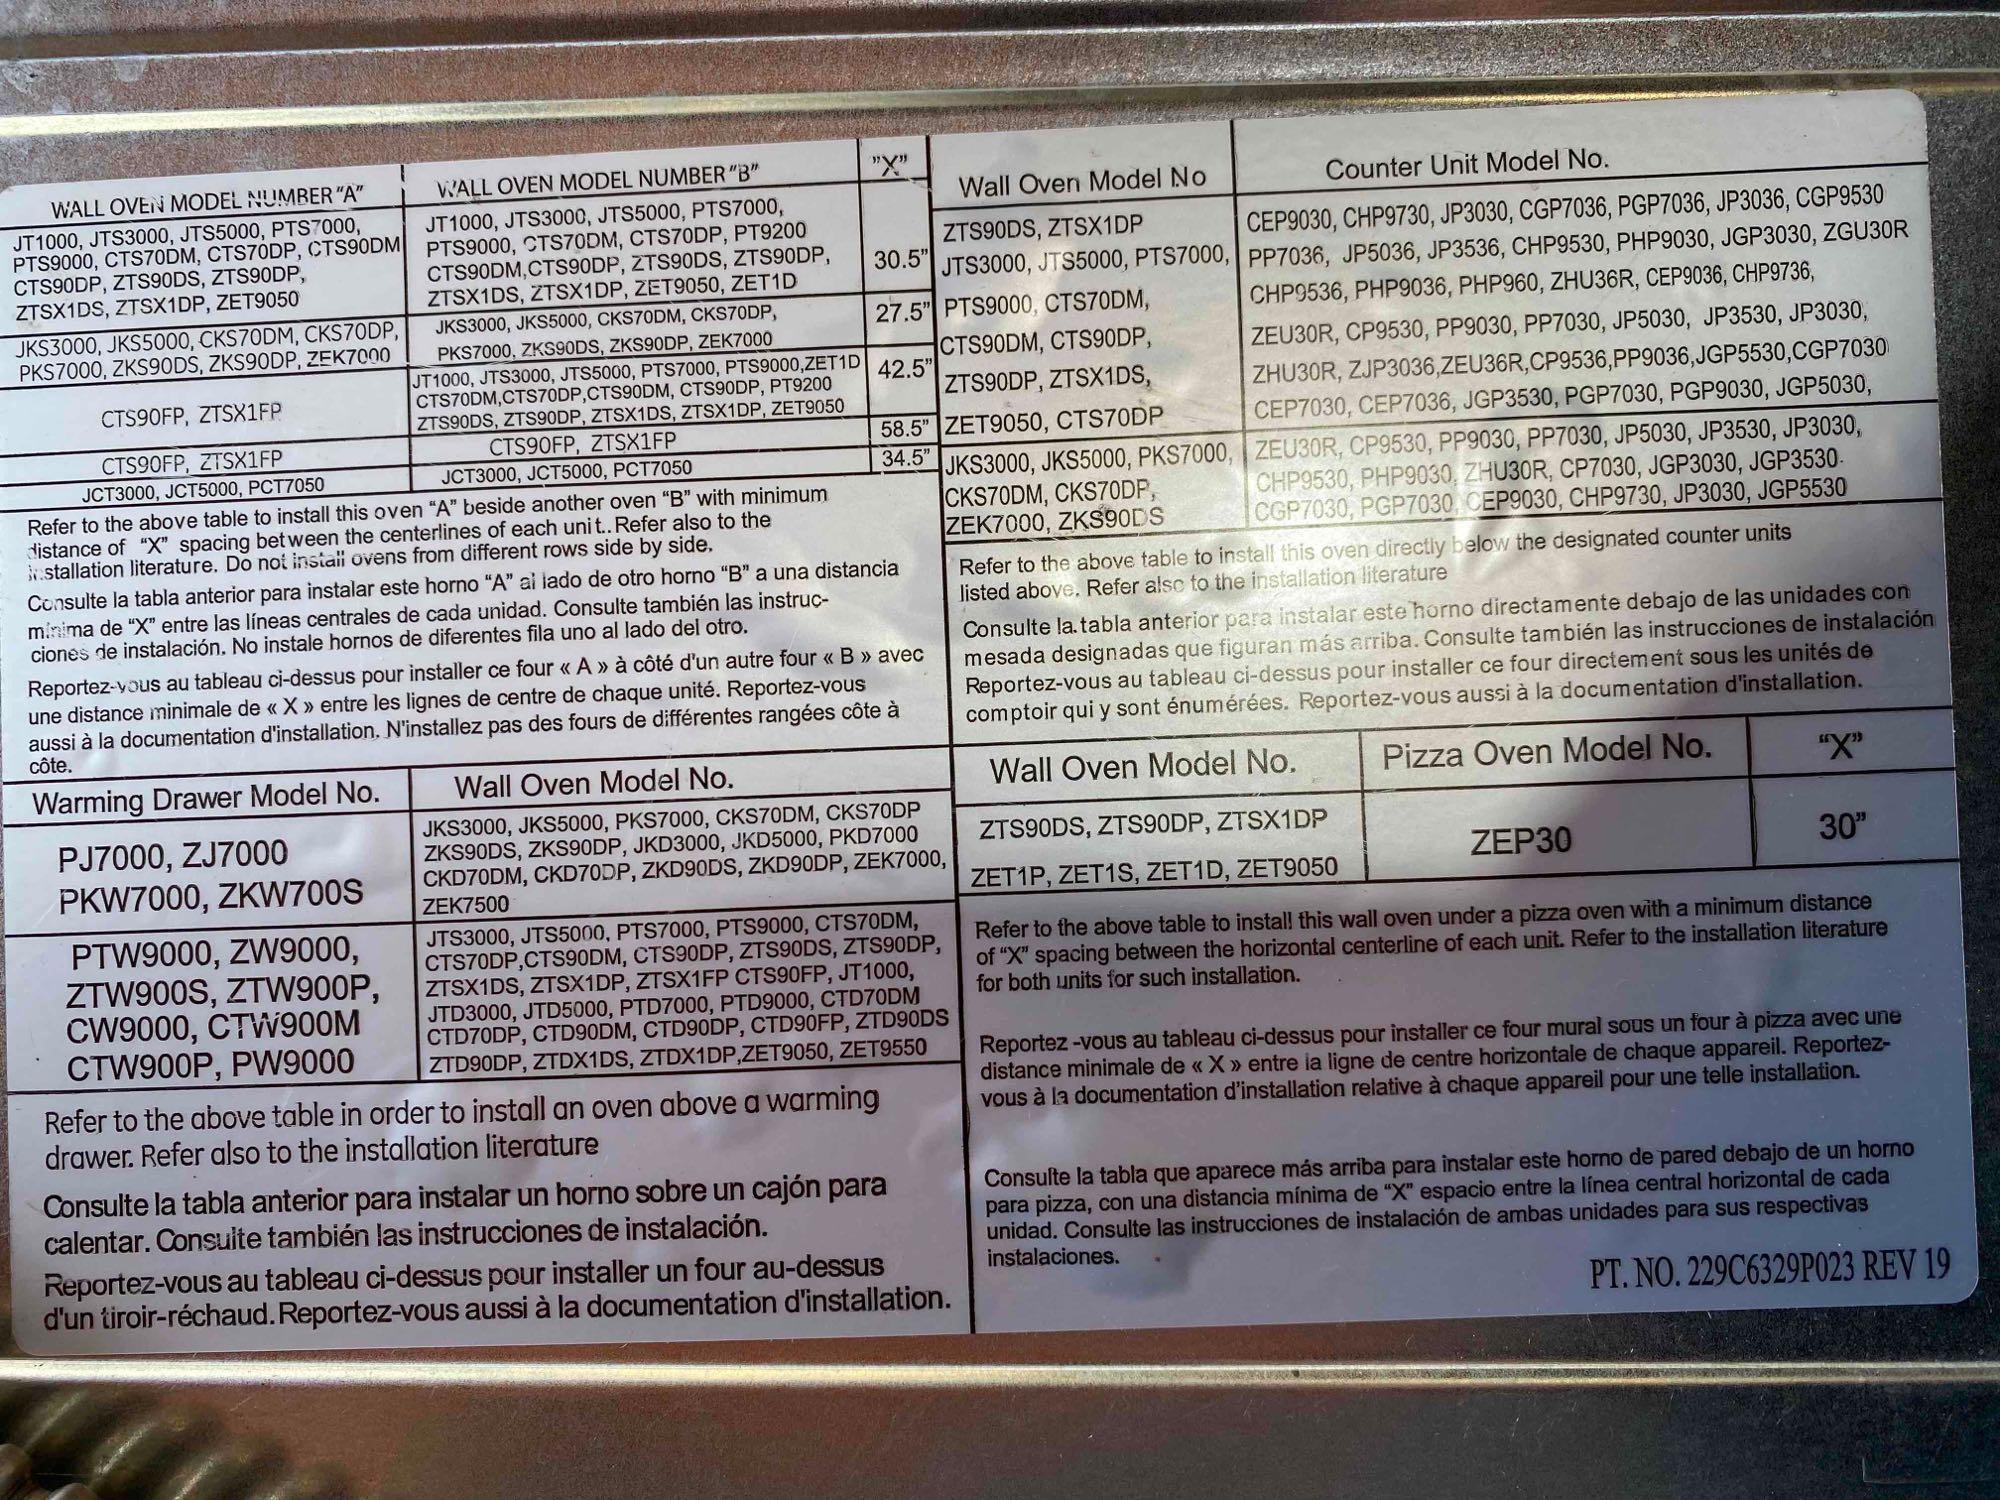 WALL OVEN MODEL NUMBER "A"
WALL OVEN MODEL NUMBER "B"
"X"
JT1000, JTS3000, JTS5000, PTS7000,
PTS9000, CTS70DM, CTS70DP, CTS90DM
CTS90DP, ZTS90DS, ZTS90DP,
ZTSX1DS, ZTSX1DP, ZET9050
JT1000, JTS3000, JTS5000, PTS7000,
PTS9000, CTS70DM, CTS70DP, PT9200
CTS90DM,CTS90DP, ZTS90DS, ZTS90DP,
ZTSX1DS, ZTSX1DP, ZET9050, ZET1D
30.5"
JKS3000, JKS5000, CKS70DM, CKS70DP,
PKS7000, ZKS90DS, ZKS90DP, ZEK7000
JKS3000, JKS5000, CKS70DM, CKS70DP,
PKS7000, ZKS90DS, ZKS90DP, ZEK7000
27.5"
CTS90FP, ZTSX1FP
JT1000, JTS3000, JTS5000, PTS7000, PTS9000,ZET1D
CTS70DM,CTS70DP,CTS90DM, CTS90DP, PT9200
ZTS90DS, ZTS90DP, ZTSX1DS, ZTSX1DP, ZET9050
42.5"
CTS90FP, ZTSX1FP
CTS90FP, ZTSX1FP
58.5"
JCT3000, JCT5000, PCT7050
JCT3000, JCT5000, PCT7050
34.5"
Refer to the above table to install this oven "A" beside another oven "B" with minimum
distance of "X" spacing between the centerlines of each unit..Refer also to the
installation literature. Do not install ovens from different rows side by side.
Consulte la tabla anterior para instalar este horno "A" al lado de otro horno "B" a una distancia
mínima de "X" entre las líneas centrales de cada unidad. Consulte también las instruc-
ciones de instalación. No instale hornos de diferentes fila uno al lado del otro.
Reportez-vous au tableau ci-dessus pour installer ce four « A » à côté d'un autre four « B » avec
une distance minimale de « X » entre les lignes de centre de chaque unité. Reportez-vous
aussi à la documentation d'installation. N'installez pas des fours de différentes rangées côte à
côte.
Warming Drawer Model No.
Wall Oven Model No.
PJ7000, ZJ7000
PKW7000, ZKW700S
JKS3000, JKS5000, PKS7000, CKS70DM, CKS70DP
ZKS90DS, ZKS90DP, JKD3000, JKD5000, PKD7000
CKD70DM, CKD70DP, ZKD90DS, ZKD90DP, ZEK7000,
ZEK7500
PTW9000, ZW9000,
ZTW900S, ZTW900P,
CW9000, CTW900M
CTW900P, PW9000
JTS3000, JTS5000, PTS7000, PTS9000, CTS70DM,
CTS70DP,CTS90DM, CTS90DP, ZTS90DS, ZTS90DP,
ZTSX1DS, ZTSX1DP, ZTSX1FP CTS90FP, JT1000,
JTD3000, JTD5000, PTD7000, PTD9000, CTD70DM
CTD70DP, CTD90DM, CTD90DP, CTD90FP, ZTD90DS
ZTD90DP, ZTDX1DS, ZTDX1DP,ZET9050, ZET9550
Refer to the above table in order to install an oven above a warming
drawer. Refer also to the installation literature
Consulte la tabla anterior para instalar un horno sobre un cajón para
calentar. Consulte también las instrucciones de instalación.
Reportez-vous au tableau ci-dessus pour installer un four au-dessus
d'un tiroir-réchaud. Reportez-vous aussi à la documentation d'installation.
Wall Oven Model No
Counter Unit Model No.
ZTS90DS, ZTSX1DP
JTS3000, JTS5000, PTS7000,
PTS9000, CTS70DM,
CTS90DM, CTS90DP,
ZTS90DP, ZTSX1DS,
ZET9050, CTS70DP
CEP9030, CHP9730, JP3030, CGP7036, PGP7036, JP3036, CGP9530
PP7036, JP5036, JP3536, CHP9530, PHP9030, JGP3030, ZGU30R
CHP9536, PHP9036, PHP960, ZHU36R, CEP9036, CHP9736,
ZEU30R, CP9530, PP9030, PP7030, JP5030, JP3530, JP3030,
ZHU30R, ZJP3036,ZEU36R,CP9536,PP9036,JGP5530,CGP7030
CEP7030, CEP7036, JGP3530, PGP7030, PGP9030, JGP5030,
JKS3000, JKS5000, PKS7000,
CKS70DM, CKS70DP,
ZEK7000, ZKS90DS
ZEU30R, CP9530, PP9030, PP7030, JP5030, JP3530, JP3030,
CHP9530, PHP9030, ZHU30R, CP7030, JGP3030, JGP3530.
CGP7030, PGP7030, CEP9030, CHP9730, JP3030, JGP5530
Refer to the above table to install this oven directly below the designated counter units
listed above. Refer also to the installation literature
Consulte la.tabla anterior para instalar este horno directamente debajo de las unidades con
mesada designadas que figuran más arriba. Consulte también las instrucciones de instalación
Reportez-vous au tableau ci-dessus pour installer ce four directement sous les unités de
comptoir qui y sont énumérées. Reportez-vous aussi à la documentation d'installation.
Wall Oven Model No.
Pizza Oven Model No.
"X"
ZTS90DS, ZTS90DP, ZTSX1DP
ZET1P, ZET1S, ZET1D, ZET9050
ZEP30
30"
Refer to the above table to install this wall oven under a pizza oven with a minimum distance
of "X" spacing between the horizontal centerline of each unit. Refer to the installation literature
for both units for such installation.
Reportez -vous au tableau ci-dessus pour installer ce four mural sous un four à pizza avec une
distance minimale de « X » entre la ligne de centre horizontale de chaque appareil. Reportez-
vous à la documentation d'installation relative à chaque appareil pour une telle installation.
Consulte la tabla que aparece más arriba para instalar este horno de pared debajo de un horno
para pizza, con una distancia mínima de "X" espacio entre la línea central horizontal de cada
unidad. Consulte las instrucciones de instalación de ambas unidades para sus respectivas
instalaciones.
PT. NO. 229C6329P023 REV 19